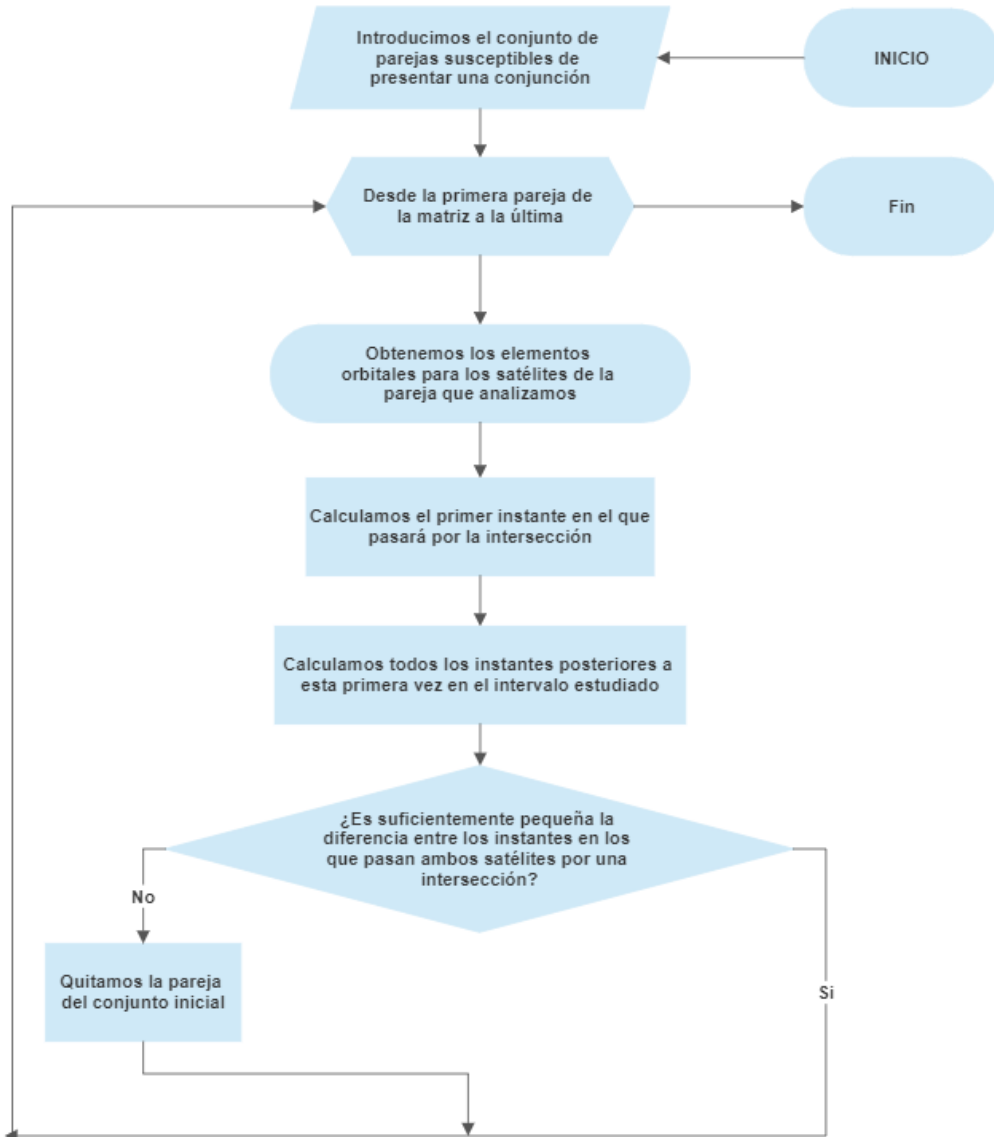 Introducimos el conjunto de
parejas susceptibles de
presentar una conjunción
INICIO
Desde la primera pareja de
la matriz a la última
Fin
Obtenemos los elementos
orbitales para los satélites de la
pareja que analizamos
Calculamos el primer instante en el que
pasará por la intersección
Calculamos todos los instantes posteriores a
esta primera vez en el intervalo estudiado
¿Es suficientemente pequeña la
diferencia entre los instantes en los
que pasan ambos satélites por una
intersección?
No
Quitamos la pareja
del conjunto inicial
Si